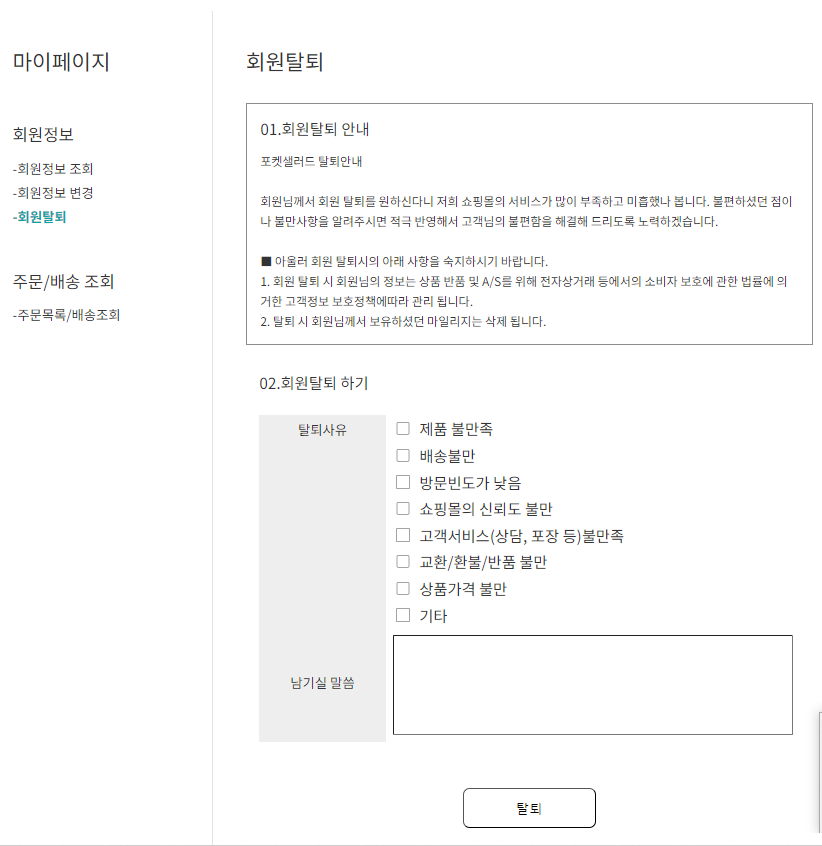 마이페이지
회원정보
-회원정보 조회
-회원정보 변경
-회원탈퇴
주문/배송 조회
-주문목록/배송조회
회원탈퇴
01.회원탈퇴 안내
포켓샐러드 탈퇴안내
회원님께서 회원 탈퇴를 원하신다니 저희 쇼핑몰의 서비스가 많이 부족하고 미흡했나 봅니다. 불편하셨던 점이
나 불만사항을 알려주시면 적극 반영해서 고객님의 불편함을 해결해 드리도록 노력하겠습니다.
■ 아울러 회원 탈퇴시의 아래 사항을 숙지하시기 바랍니다.
1. 회원 탈퇴 시 회원님의 정보는 상품 반품 및 A/S를 위해 전자상거래 등에서의 소비자 보호에 관한 법률에 의
거한 고객정보 보호정책에따라 관리 됩니다.
2. 탈퇴 시 회원님께서 보유하셨던 마일리지는 삭제 됩니다.
02.회원탈퇴 하기
탈퇴사유
제품 불만족
배송불만
방문빈도가 낮음
쇼핑몰의 신뢰도 불만
고객서비스(상담, 포장 등)불만족
교환/환불/반품 불만
상품가격 불만
기타
남기실 말씀
탈퇴